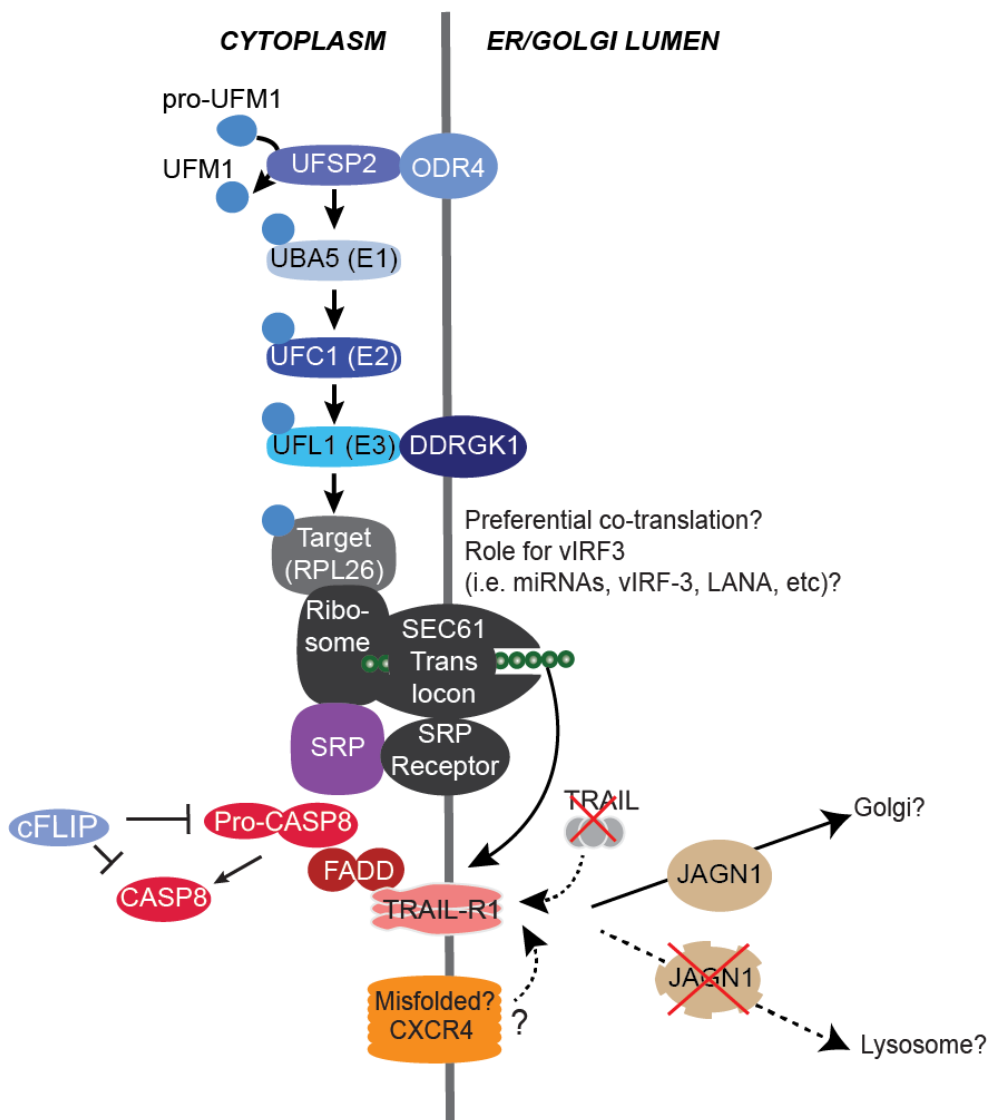 CYTOPLASM
ER/GOLGI LUMEN
pro-UFM1
UFM1
UFSP2
ODR4
UBA5 (E1)
UFC1 (E2)
UFL1 (E3)
DDRGK1
Target
(RPL26)
Preferential co-translation?
Role for vIRF3
(i.e. miRNAs, vIRF-3, LANA, etc)?
Ribo-
some
SEC61
Trans
locon
SRP
SRP
Receptor
TRAIL
Golgi?
cFLIP
Pro-CASP8
JAGN1
FADD
CASP8
TRAIL-R1
JAGN1
Misfolded?
CXCR4
?
Lysosome?